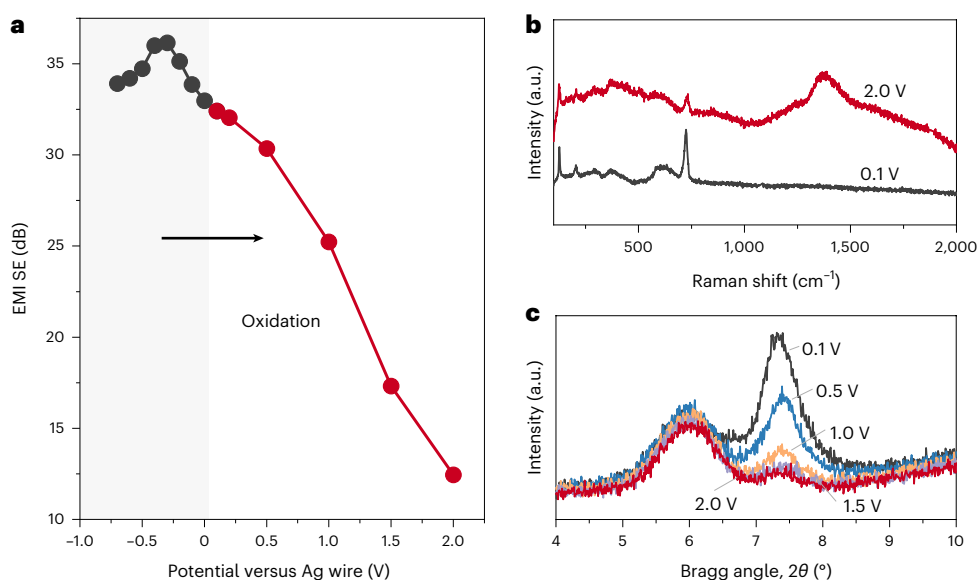 a
35
30
25
20
15
10
EMI SE (dB)
Oxidation
−1.0 −0.5 0 0.5 1.0 1.5 2.0
Potential versus Ag wire (V)
b
Intensity (a.u.)
2.0 V
0.1 V
500 1,000 1,500 2,000
Raman shift (cm⁻¹)
c
Intensity (a.u.)
0.1 V
0.5 V
1.0 V
2.0 V
1.5 V
4 5 6 7 8 9 10
Bragg angle, 2θ (°)